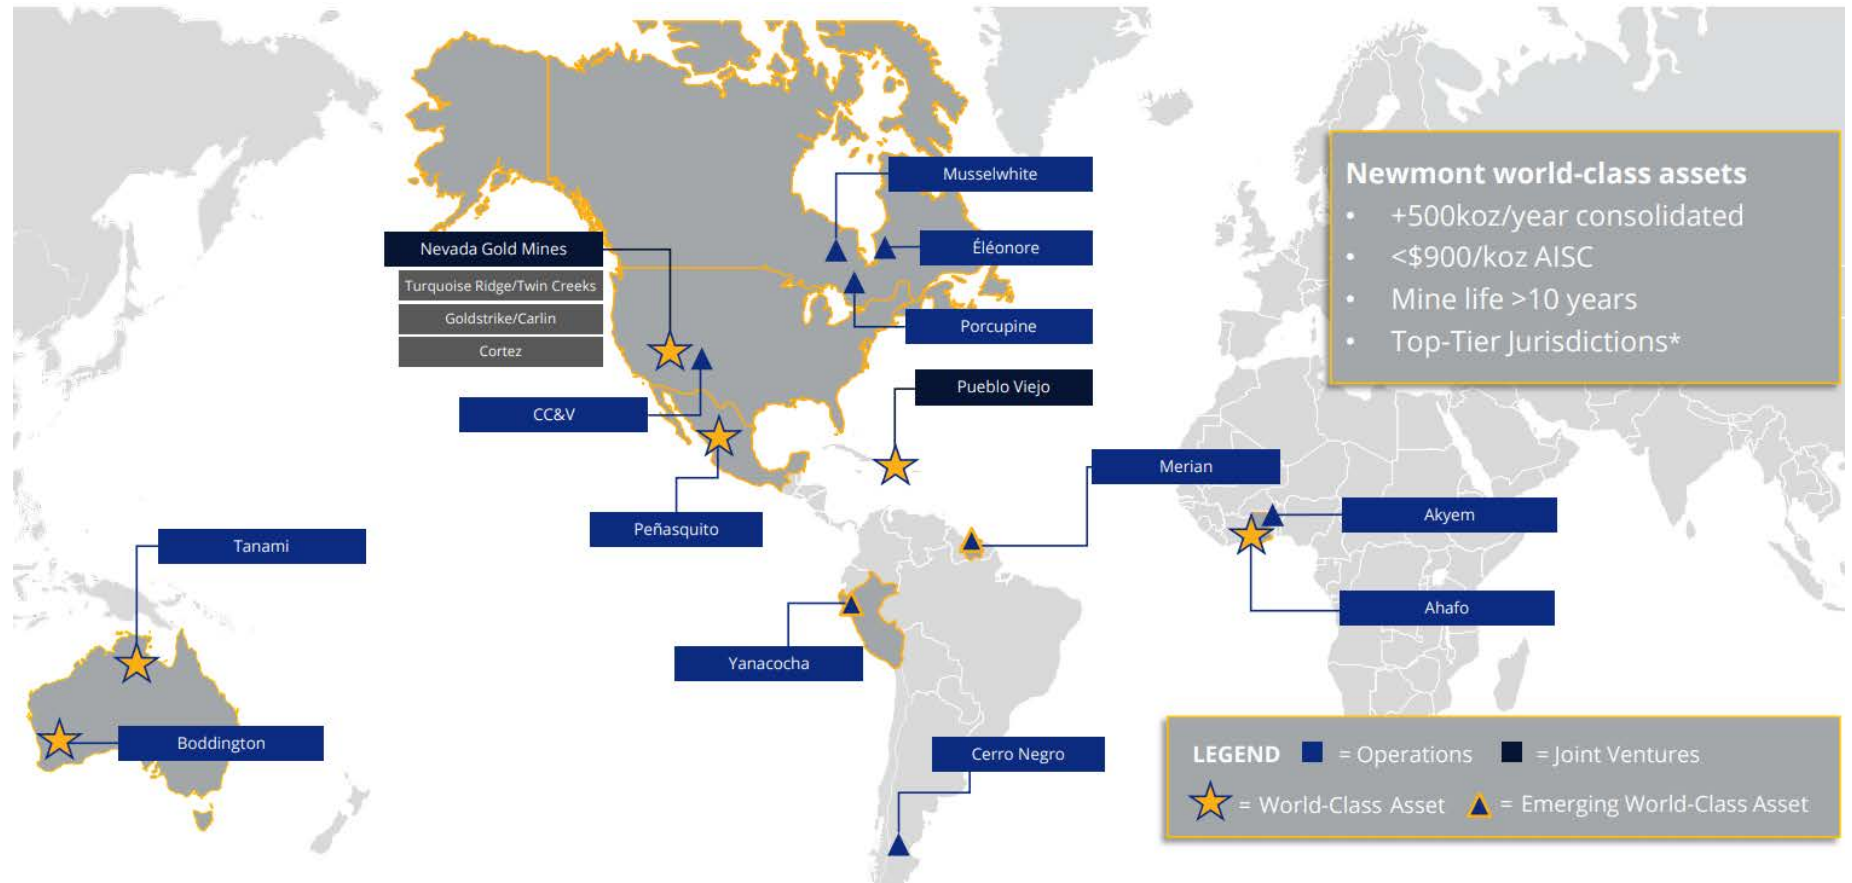 Musselwhite
Nevada Gold Mines
Éléonore
Turquoise Ridge/Twin Creeks
Goldstrike/Carlin
Cortez
Porcupine
Pueblo Viejo
CC&V
Merian
Peñasquito
Akyem
Tanami
Ahafo
Yanacocha
Boddington
Cerro Negro
Newmont world-class assets
• +500koz/year consolidated
• <$900/koz AISC
• Mine life >10 years
• Top-Tier Jurisdictions*
LEGEND = Operations = Joint Ventures
= World-Class Asset = Emerging World-Class Asset